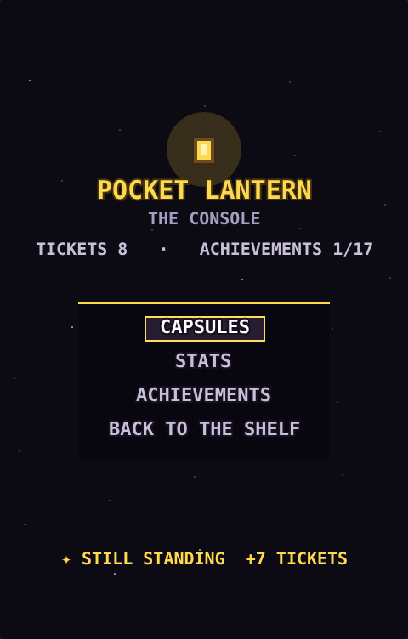 POCKET LANTERN
THE CONSOLE
TICKETS 8 · ACHIEVEMENTS 1/17
CAPSULES
STATS
ACHIEVEMENTS
BACK TO THE SHELF
✦ STILL STANDING +7 TICKETS